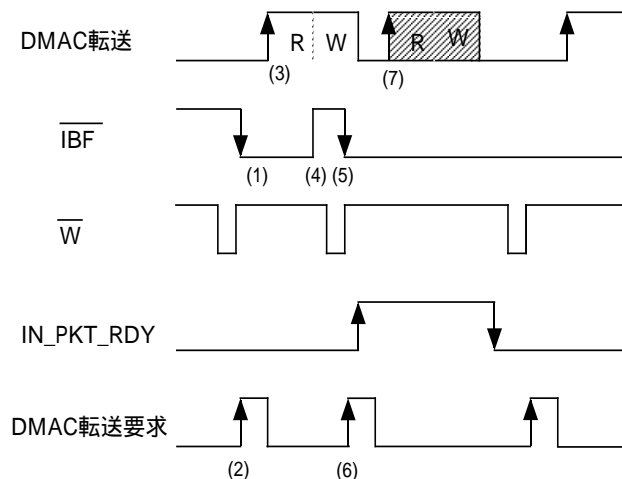 DMAC転送
R W
R W
(3)
(7)
IBF
(1)
(4) (5)
W
IN_PKT_RDY
DMAC転送要求
(2)
(6)